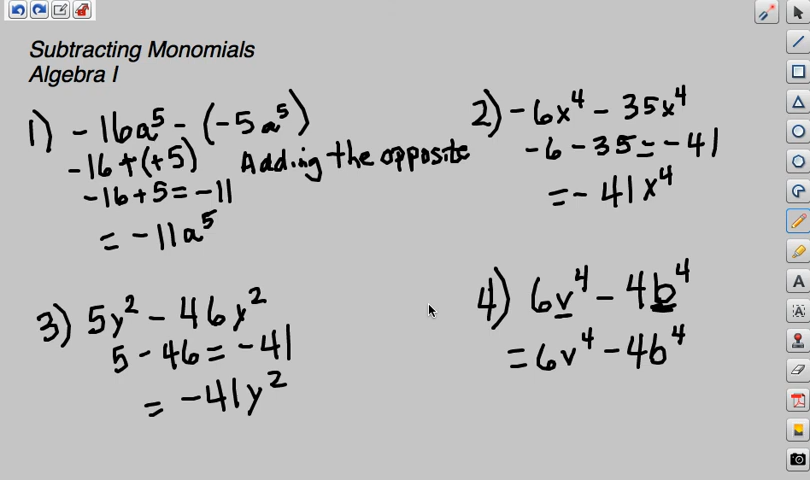 Subtracting Monomials
Algebra I
1) -16a⁵ - (-5a⁵)
-16 + (+5) Adding the opposite
-16 + 5 = -11
= -11a⁵
2) -6x⁴ - 35x⁴
-6 - 35 = -41
= -41x⁴
3) 5y² - 46y²
5 - 46 = -41
= -41y²
4) 6v⁴ - 4b⁴
= 6v⁴ - 4b⁴